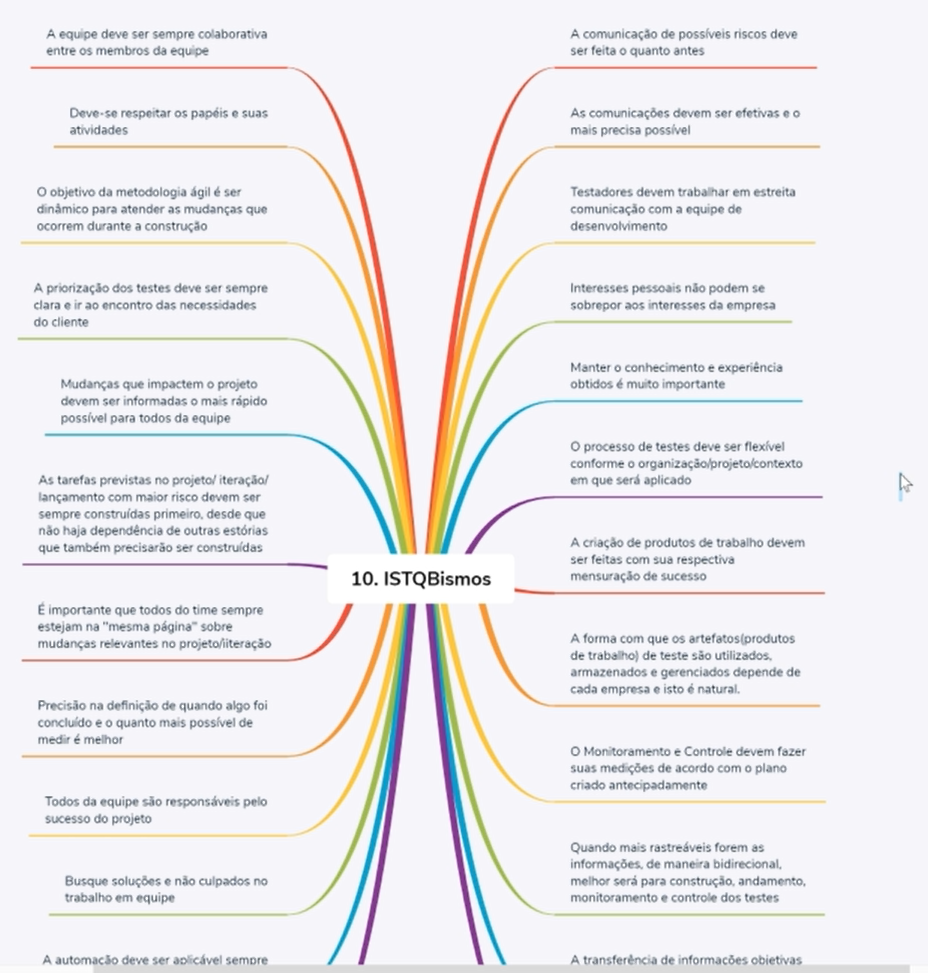 A equipe deve ser sempre colaborativa
entre os membros da equipe
Deve-se respeitar os papéis e suas
atividades
O objetivo da metodologia ágil é ser
dinâmico para atender as mudanças que
ocorrem durante a construção
A priorização dos testes deve ser sempre
clara e ir ao encontro das necessidades
do cliente
Mudanças que impactem o projeto
devem ser informadas o mais rápido
possível para todos da equipe
As tarefas previstas no projeto/ iteração/
lançamento com maior risco devem ser
sempre construídas primeiro, desde que
não haja dependência de outras estórias
que também precisarão ser construídas
É importante que todos do time sempre
estejam na "mesma página" sobre
mudanças relevantes no projeto/iiteração
Precisão na definição de quando algo foi
concluído e o quanto mais possível de
medir é melhor
Todos da equipe são responsáveis pelo
sucesso do projeto
Busque soluções e não culpados no
trabalho em equipe
A automação deve ser aplicável sempre
10. ISTQBismos
A comunicação de possíveis riscos deve
ser feita o quanto antes
As comunicações devem ser efetivas e o
mais precisa possível
Testadores devem trabalhar em estreita
comunicação com a equipe de
desenvolvimento
Interesses pessoais não podem se
sobrepor aos interesses da empresa
Manter o conhecimento e experiência
obtidos é muito importante
O processo de testes deve ser flexível
conforme o organização/projeto/contexto
em que será aplicado
A criação de produtos de trabalho devem
ser feitas com sua respectiva
mensuração de sucesso
A forma com que os artefatos(produtos
de trabalho) de teste são utilizados,
armazenados e gerenciados depende de
cada empresa e isto é natural.
O Monitoramento e Controle devem fazer
suas medições de acordo com o plano
criado antecipadamente
Quando mais rastreáveis forem as
informações, de maneira bidirecional,
melhor será para construção, andamento,
monitoramento e controle dos testes
A transferência de informações objetivas